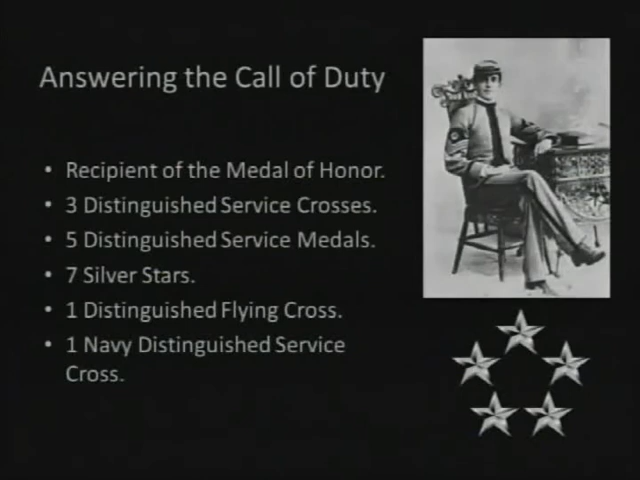 Answering the Call of Duty
• Recipient of the Medal of Honor.
• 3 Distinguished Service Crosses.
• 5 Distinguished Service Medals.
• 7 Silver Stars.
• 1 Distinguished Flying Cross.
• 1 Navy Distinguished Service
Cross.